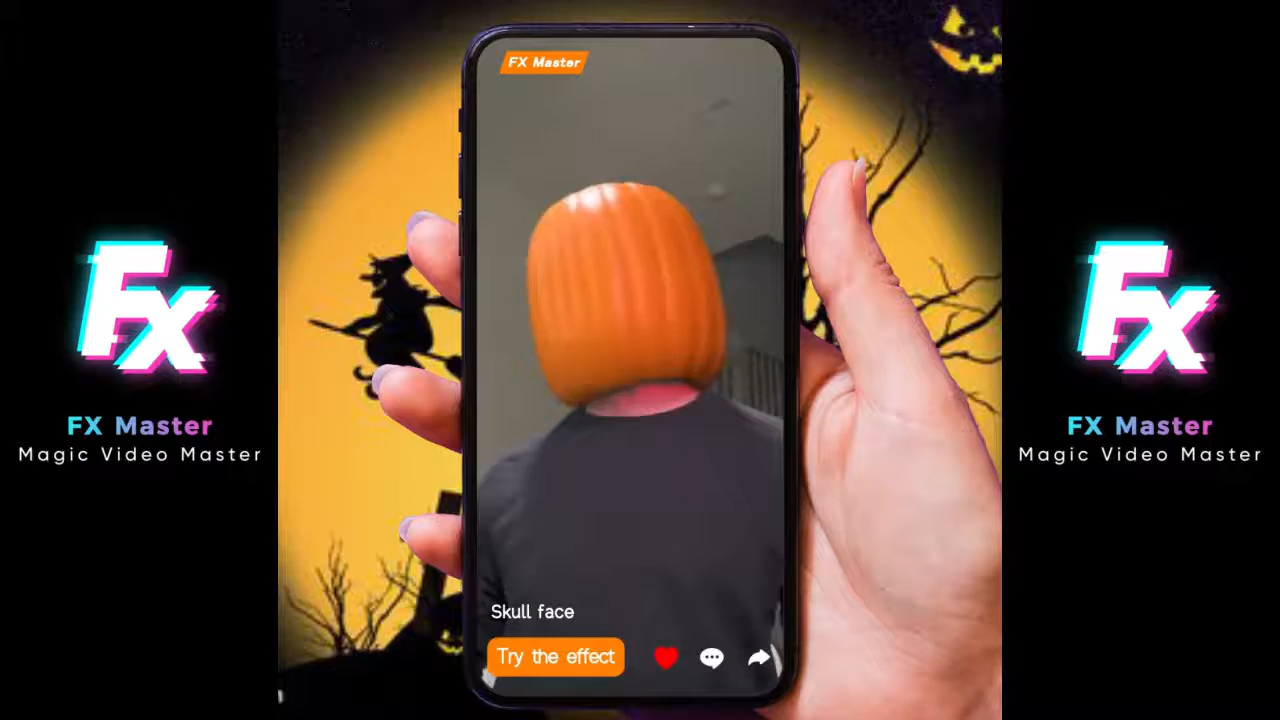 FX Master
Fx
FX Master
Magic Video Master
Skull face
Try the effect
Fx
FX Master
Magic Video Master